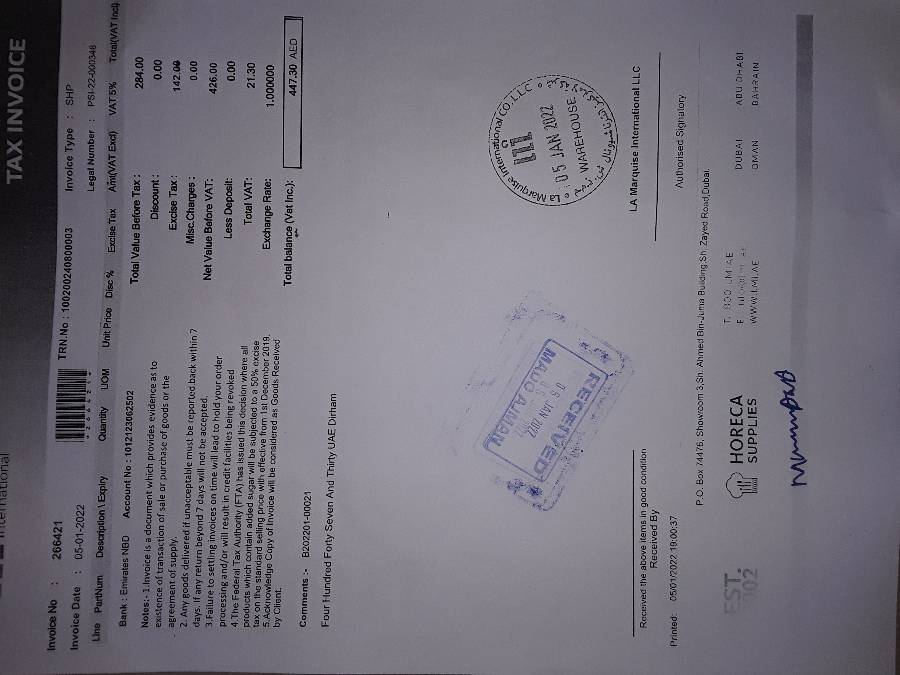 TAX INVOICE
International
Invoice No : 266421
TRN.No : 100200240800003
Invoice Type : SHP
Invoice Date : 05-01-2022
Legal Number : PSI-22-000348
Line PartNum Description \ Expiry Quantity UOM Unit Price Disc % Excise Tax Amt(VAT Excl) VAT 5% Total(VAT Incl)
Bank : Emirates NBD Account No : 1012123062502
Total Value Before Tax : 284.00
Discount : 0.00
Excise Tax : 142.00
Misc.Charges : 0.00
Net Value Before VAT: 426.00
Less Deposit: 0.00
Total VAT: 21.30
Exchange Rate: 1.000000
Total balance (Vat Inc.): 447.30 AED
Notes:- 1.Invoice is a document which provides evidence as to
existence of transaction of sale or purchase of goods or the
agreement of supply.
2. Any goods delivered if unacceptable must be reported back within 7
days. If any return beyond 7 days will not be accepted.
3.Failure to settling invoices on time will lead to hold your order
processing and/or will result in credit facilities being revoked
4.The Federal Tax Authority (FTA) has issued this decision where all
products which contain added sugar will be subjected to a 50% excise
tax on the standard selling price with effective from 1st December 2019.
5.Acknowledge Copy of Invoice will be considered as Goods Received
by Client.
Comments :- B202201-00021
Four Hundred Forty Seven And Thirty UAE Dirham
La Marquise International CO.LLC
05 JAN 2022
WAREHOUSE
RECEIVED
05 JAN 2022
MAJO AJMAN
LA Marquise International LLC
Received the above items in good condition
Received By
Authorised Signatory
Printed: 05/01/2022 19:00:37
P.O. Box 74476, Showroom 3,Sh. Ahmed Bin-Juma Building,Sh. Zayed Road,Dubai.
EST.
HORECA
SUPPLIES
T. 800 LMI AE
WWW.LMI.AE
DUBAI ABU DHABI
OMAN BAHRAIN